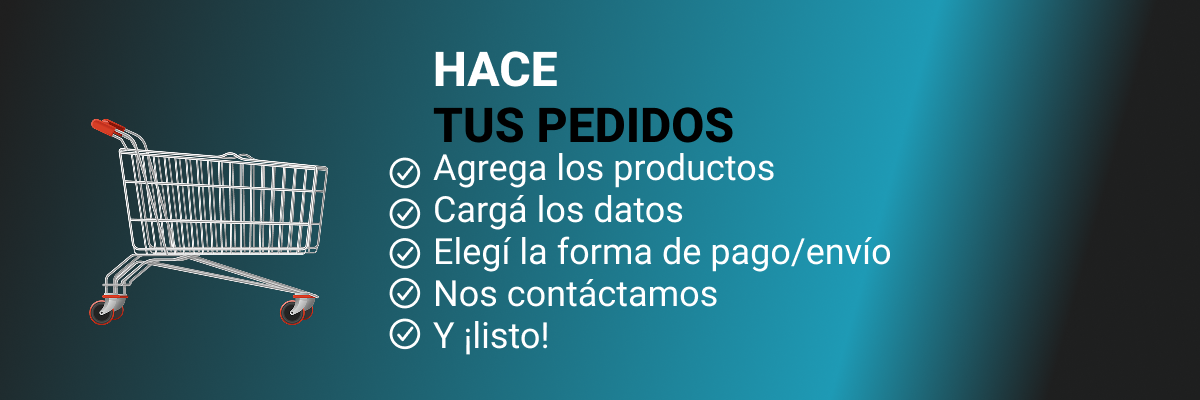 HACE
TUS PEDIDOS
Agrega los productos
Cargá los datos
Elegí la forma de pago/envío
Nos contáctamos
Y ¡listo!